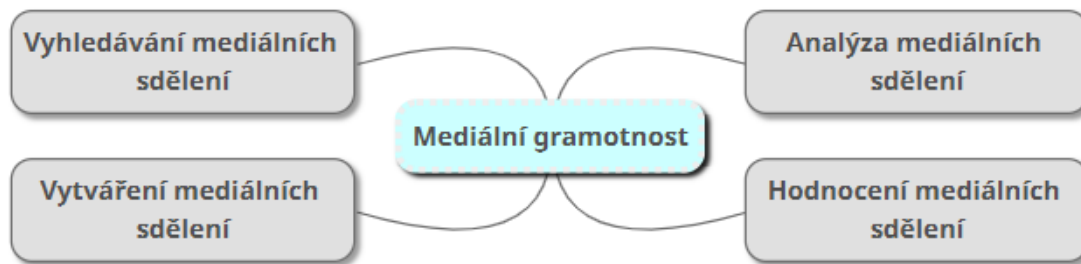 Vyhledávání mediálních
sdělení
Analýza mediálních
sdělení
Mediální gramotnost
Vytváření mediálních
sdělení
Hodnocení mediálních
sdělení